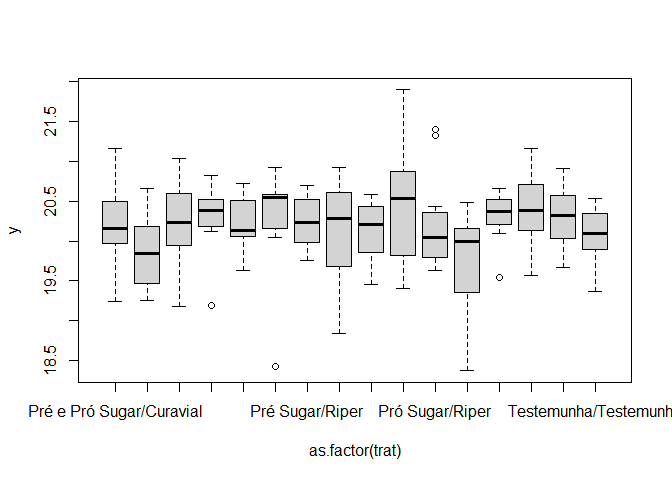 21.5
20.5
19.5
18.5
y
Pré e Pró Sugar/Curavial Pré Sugar/Riper Pró Sugar/Riper Testemunha/Testemunh
as.factor(trat)